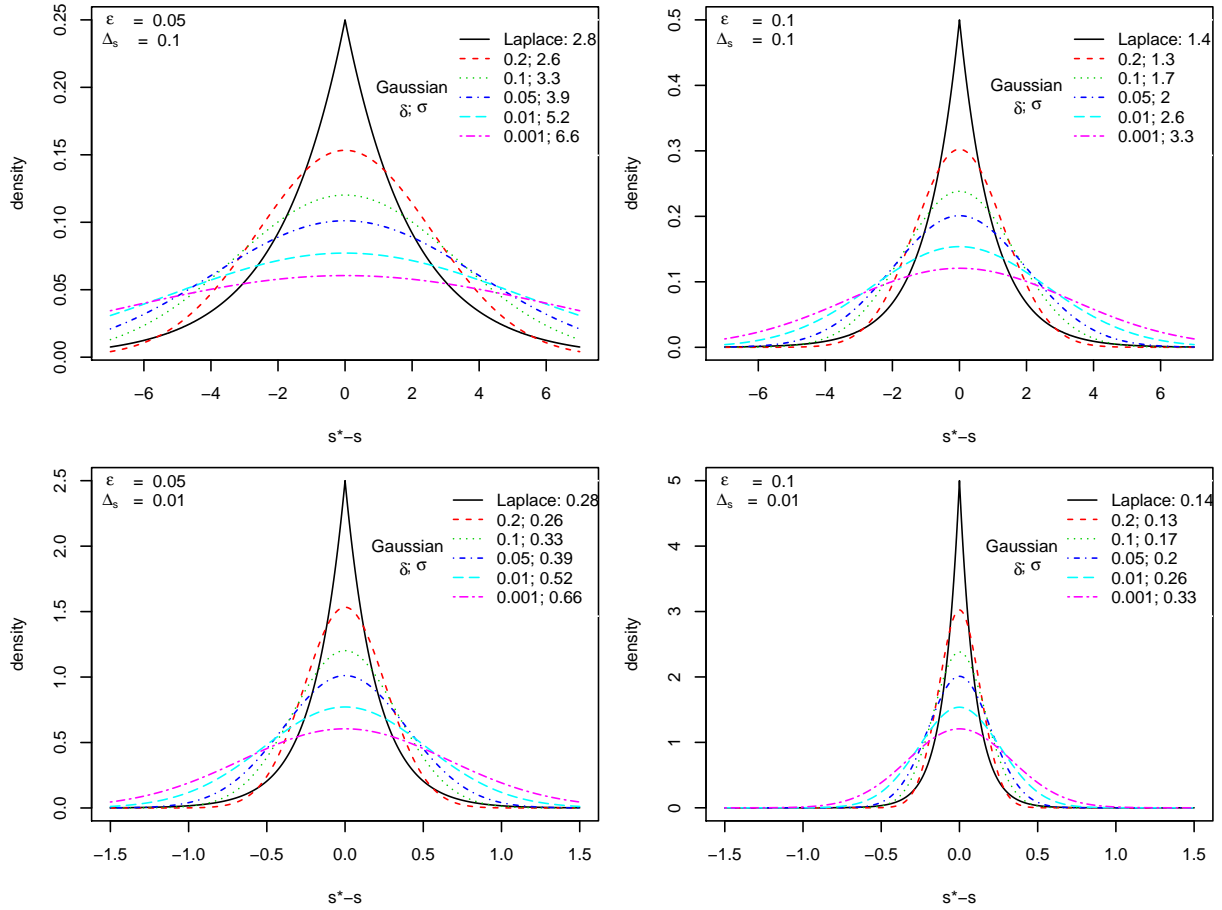 ε = 0.05
Δs = 0.1
Laplace: 2.8
0.2; 2.6
0.1; 3.3
0.05; 3.9
0.01; 5.2
0.001; 6.6
Gaussian
δ; σ
density
0.00 0.05 0.10 0.15 0.20 0.25
−6 −4 −2 0 2 4 6
s*−s
ε = 0.1
Δs = 0.1
Laplace: 1.4
0.2; 1.3
0.1; 1.7
0.05; 2
0.01; 2.6
0.001; 3.3
Gaussian
δ; σ
density
0.0 0.1 0.2 0.3 0.4 0.5
−6 −4 −2 0 2 4 6
s*−s
ε = 0.05
Δs = 0.01
Laplace: 0.28
0.2; 0.26
0.1; 0.33
0.05; 0.39
0.01; 0.52
0.001; 0.66
Gaussian
δ; σ
density
0.0 0.5 1.0 1.5 2.0 2.5
−1.5 −1.0 −0.5 0.0 0.5 1.0 1.5
s*−s
ε = 0.1
Δs = 0.01
Laplace: 0.14
0.2; 0.13
0.1; 0.17
0.05; 0.2
0.01; 0.26
0.001; 0.33
Gaussian
δ; σ
density
0 1 2 3 4 5
−1.5 −1.0 −0.5 0.0 0.5 1.0 1.5
s*−s